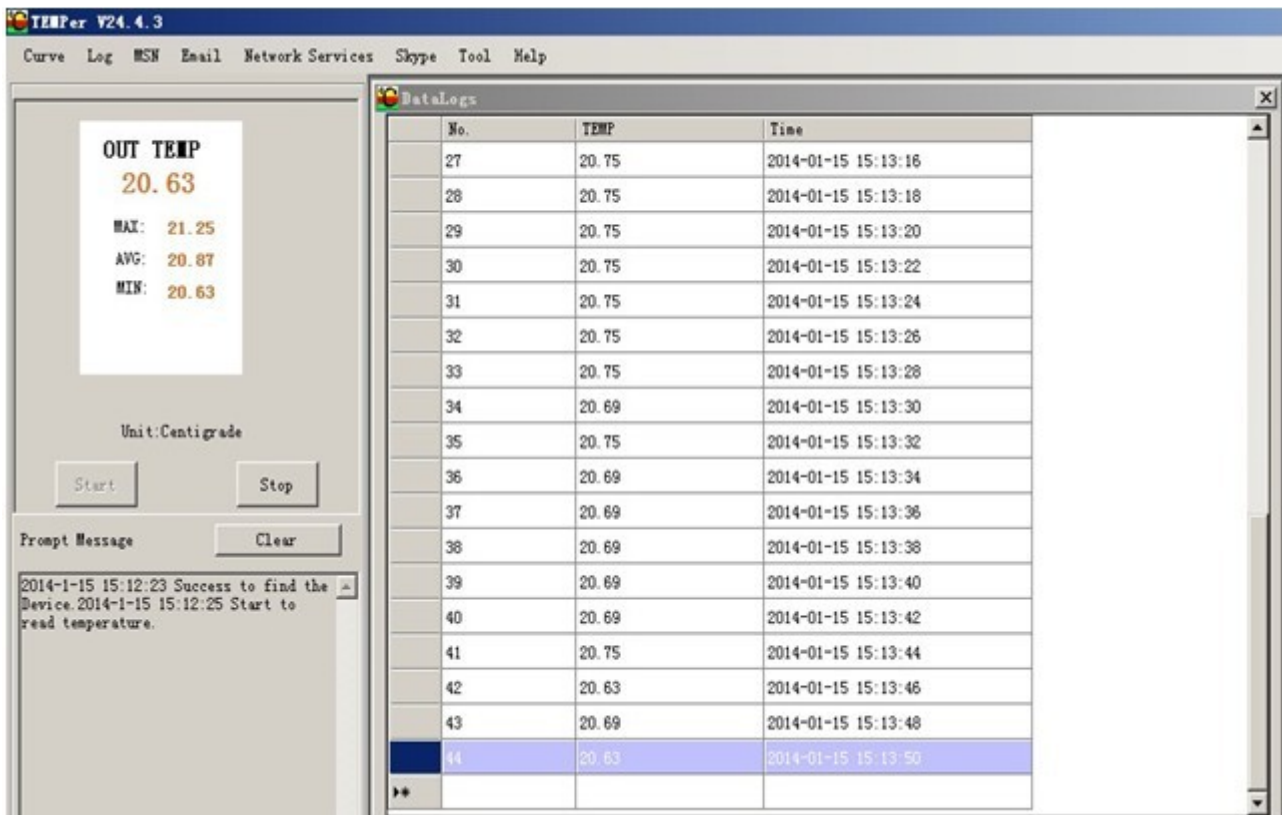 TEMPer V24.4.3
Curve Log MSN Email Network Services Skype Tool Help
OUT TEMP
20.63
MAX: 21.25
AVG: 20.87
MIN: 20.63
Unit:Centigrade
Start Stop
Prompt Message Clear
2014-1-15 15:12:23 Success to find the
Device.2014-1-15 15:12:25 Start to
read temperature.
DataLogs
No. TEMP Time
27 20.75 2014-01-15 15:13:16
28 20.75 2014-01-15 15:13:18
29 20.75 2014-01-15 15:13:20
30 20.75 2014-01-15 15:13:22
31 20.75 2014-01-15 15:13:24
32 20.75 2014-01-15 15:13:26
33 20.75 2014-01-15 15:13:28
34 20.69 2014-01-15 15:13:30
35 20.75 2014-01-15 15:13:32
36 20.69 2014-01-15 15:13:34
37 20.69 2014-01-15 15:13:36
38 20.69 2014-01-15 15:13:38
39 20.69 2014-01-15 15:13:40
40 20.69 2014-01-15 15:13:42
41 20.75 2014-01-15 15:13:44
42 20.63 2014-01-15 15:13:46
43 20.69 2014-01-15 15:13:48
44 20.63 2014-01-15 15:13:50